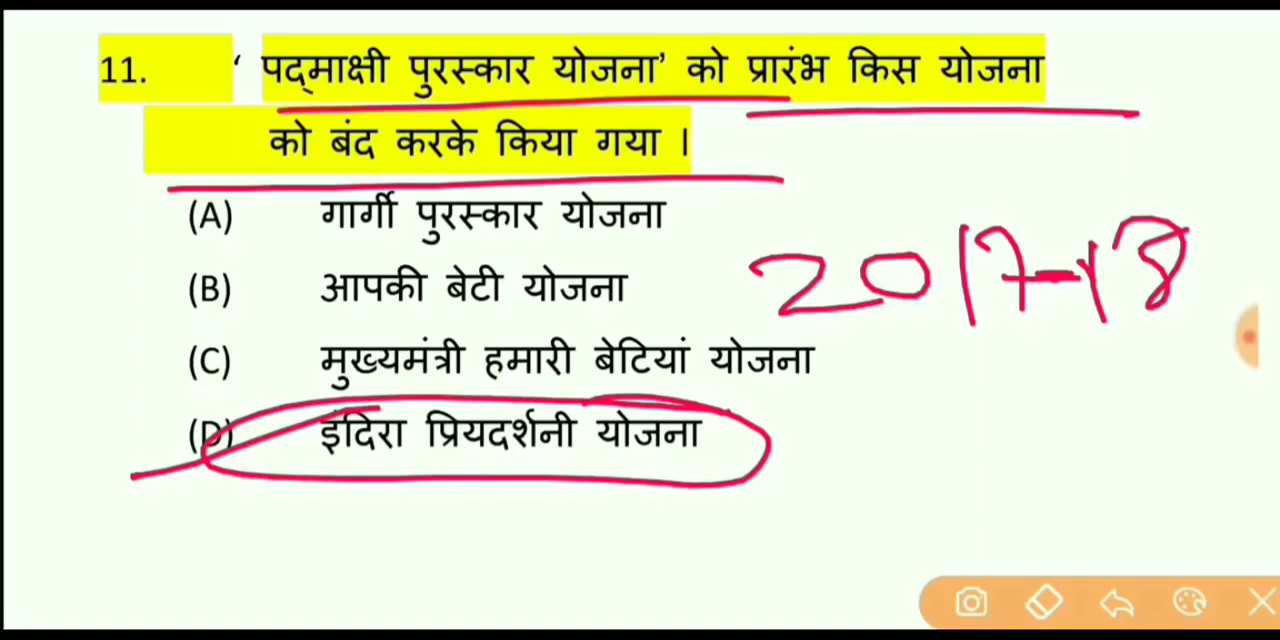 11. ‘ पद्माक्षी पुरस्कार योजना’ को प्रारंभ किस योजना
को बंद करके किया गया ।
(A) गार्गी पुरस्कार योजना
(B) आपकी बेटी योजना
2017-18
(C) मुख्यमंत्री हमारी बेटियां योजना
(D) इंदिरा प्रियदर्शनी योजना